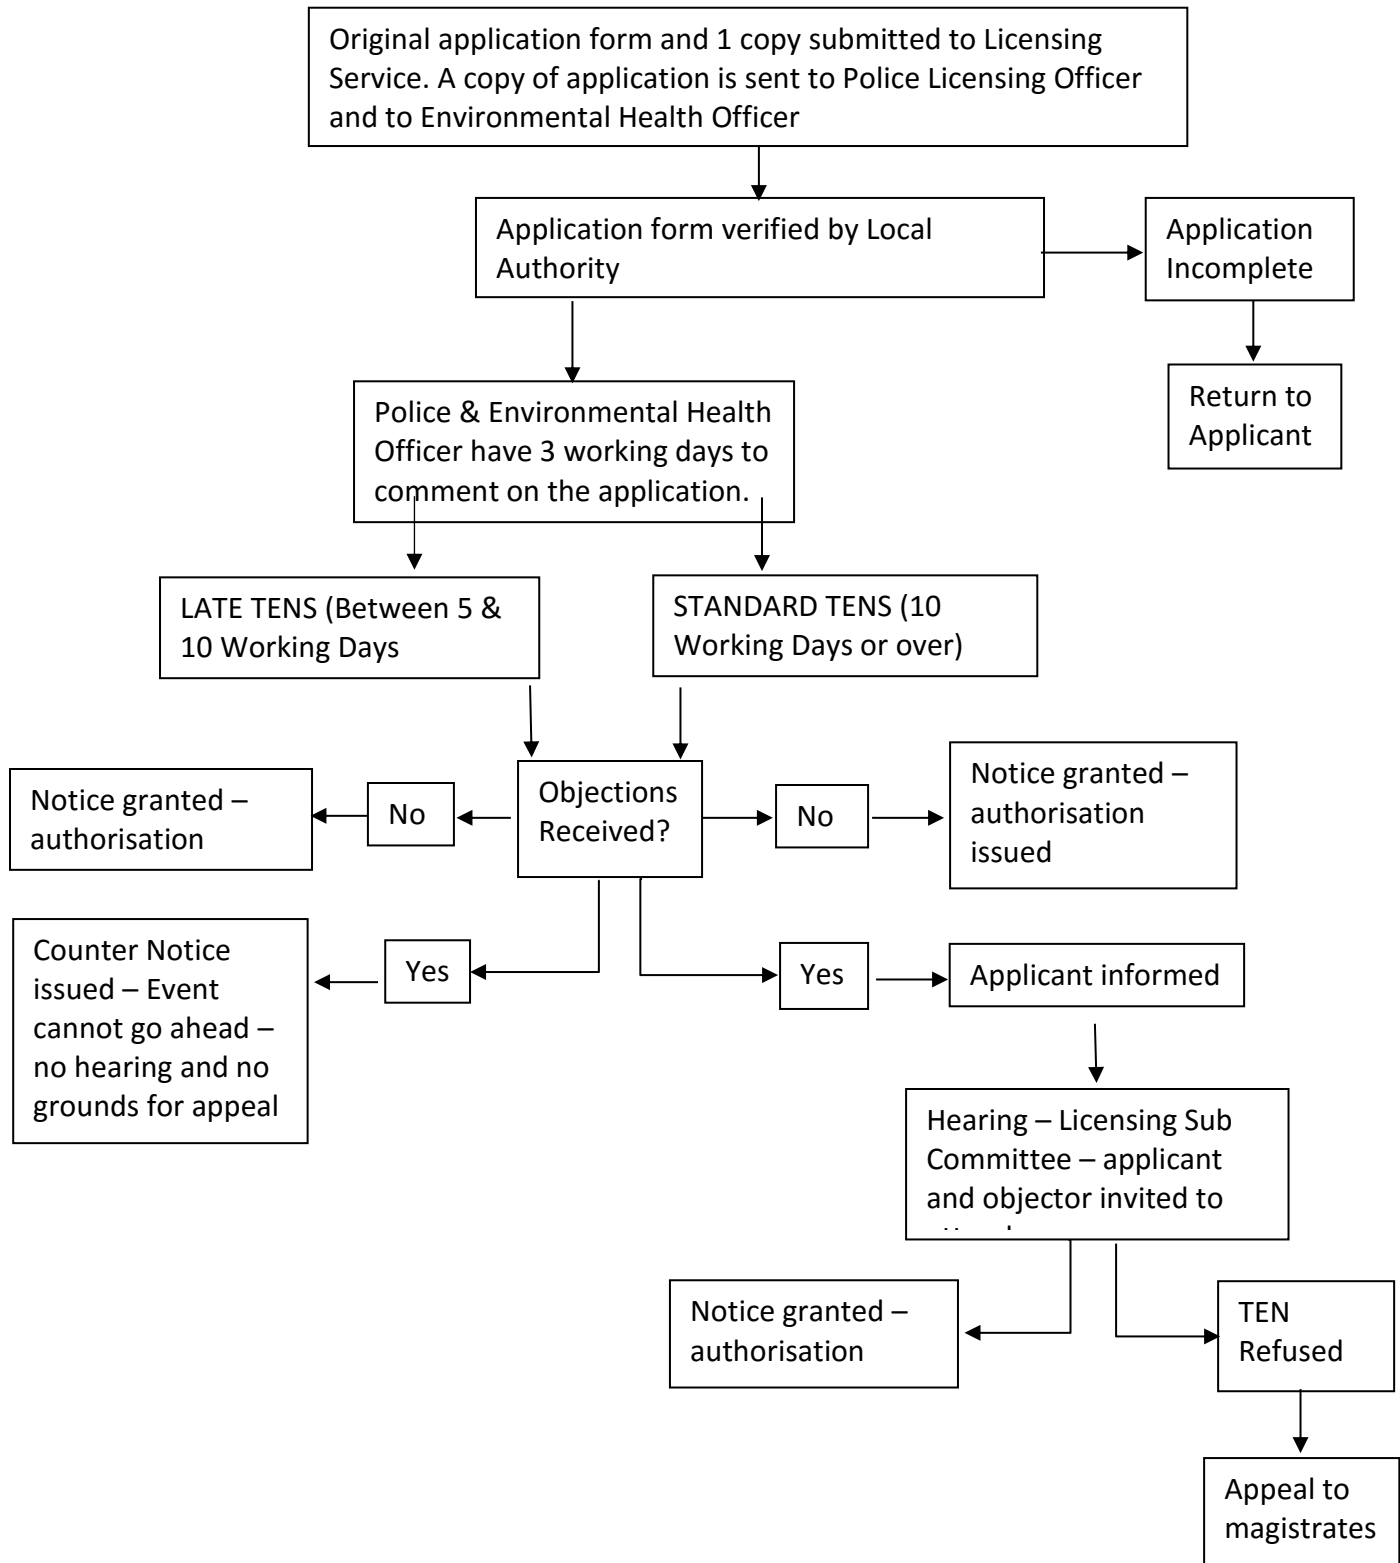 Original application form and 1 copy submitted to Licensing
Service. A copy of application is sent to Police Licensing Officer
and to Environmental Health Officer
Application form verified by Local
Authority
Application
Incomplete
Return to
Applicant
Police & Environmental Health
Officer have 3 working days to
comment on the application.
LATE TENS (Between 5 &
10 Working Days
STANDARD TENS (10
Working Days or over)
Objections
Received?
No
Notice granted –
authorisation
No
Notice granted –
authorisation
issued
Yes
Counter Notice
issued – Event
cannot go ahead –
no hearing and no
grounds for appeal
Yes
Applicant informed
Hearing – Licensing Sub
Committee – applicant
and objector invited to
Notice granted –
authorisation
TEN
Refused
Appeal to
magistrates